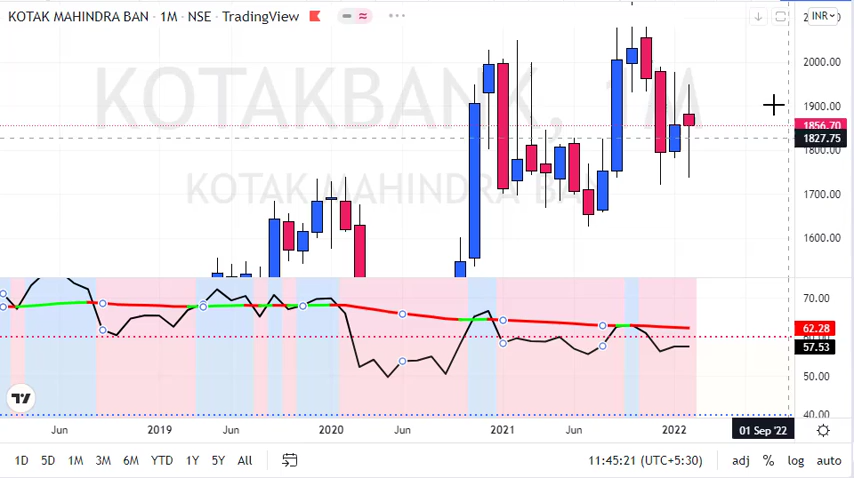 KOTAK MAHINDRA BAN · 1M · NSE · TradingView
INR
KOTAKBANK, 1M
KOTAK MAHINDRA BAN
2000.00
1900.00
1856.70
1827.75
1800.00
1700.00
1600.00
70.00
62.28
57.53
50.00
40.00
Jun 2019 Jun 2020 Jun 2021 Jun 2022 01 Sep '22
1D 5D 1M 3M 6M YTD 1Y 5Y All 11:45:21 (UTC+5:30) adj % log auto